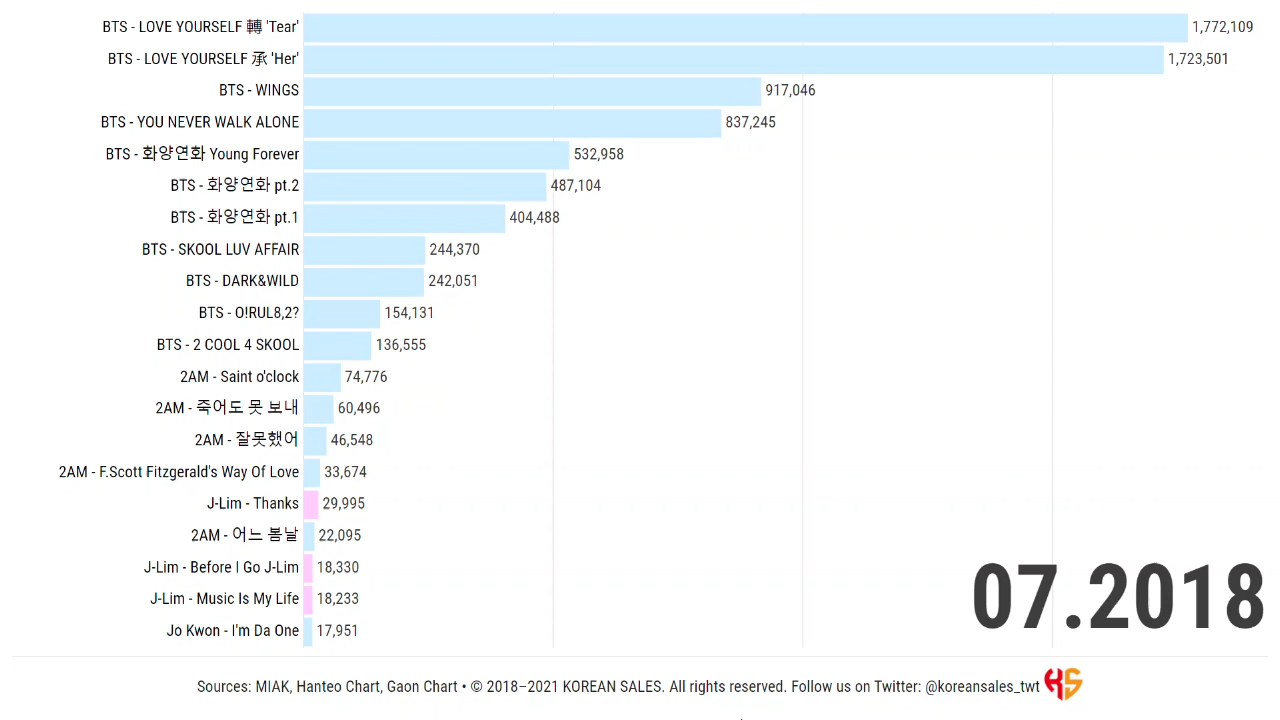 BTS - LOVE YOURSELF 轉 'Tear' 1,772,109
BTS - LOVE YOURSELF 承 'Her' 1,723,501
BTS - WINGS 917,046
BTS - YOU NEVER WALK ALONE 837,245
BTS - 화양연화 Young Forever 532,958
BTS - 화양연화 pt.2 487,104
BTS - 화양연화 pt.1 404,488
BTS - SKOOL LUV AFFAIR 244,370
BTS - DARK&WILD 242,051
BTS - O!RUL8,2? 154,131
BTS - 2 COOL 4 SKOOL 136,555
2AM - Saint o'clock 74,776
2AM - 죽어도 못 보내 60,496
2AM - 잘못했어 46,548
2AM - F.Scott Fitzgerald's Way Of Love 33,674
J-Lim - Thanks 29,995
2AM - 어느 봄날 22,095
J-Lim - Before I Go J-Lim 18,330
J-Lim - Music Is My Life 18,233
Jo Kwon - I'm Da One 17,951
07.2018
Sources: MIAK, Hanteo Chart, Gaon Chart • © 2018–2021 KOREAN SALES. All rights reserved. Follow us on Twitter: @koreansales_twt KS